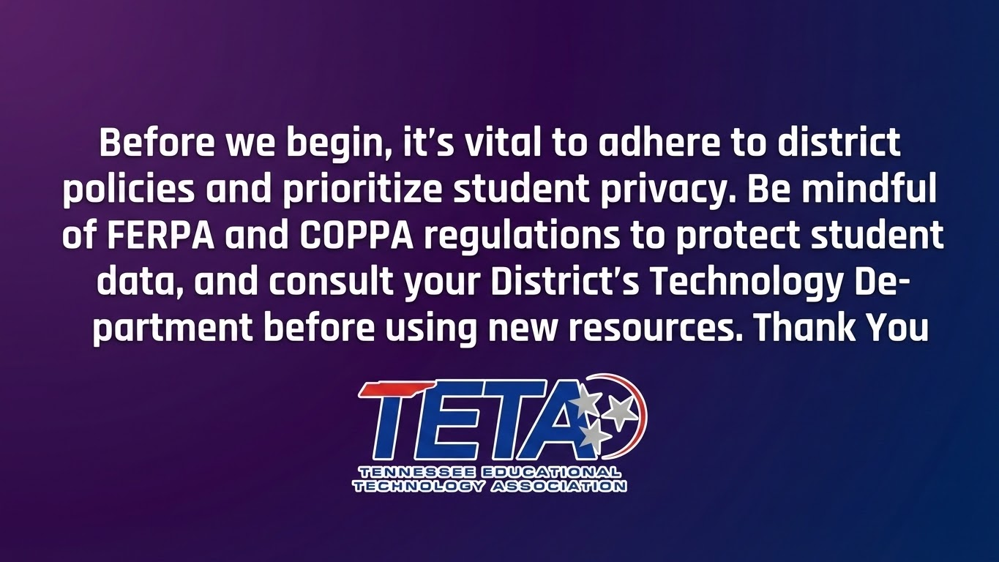 Before we begin, it’s vital to adhere to district
policies and prioritize student privacy. Be mindful
of FERPA and COPPA regulations to protect student
data, and consult your District’s Technology De-
partment before using new resources. Thank You
TETA
TENNESSEE EDUCATIONAL
TECHNOLOGY ASSOCIATION